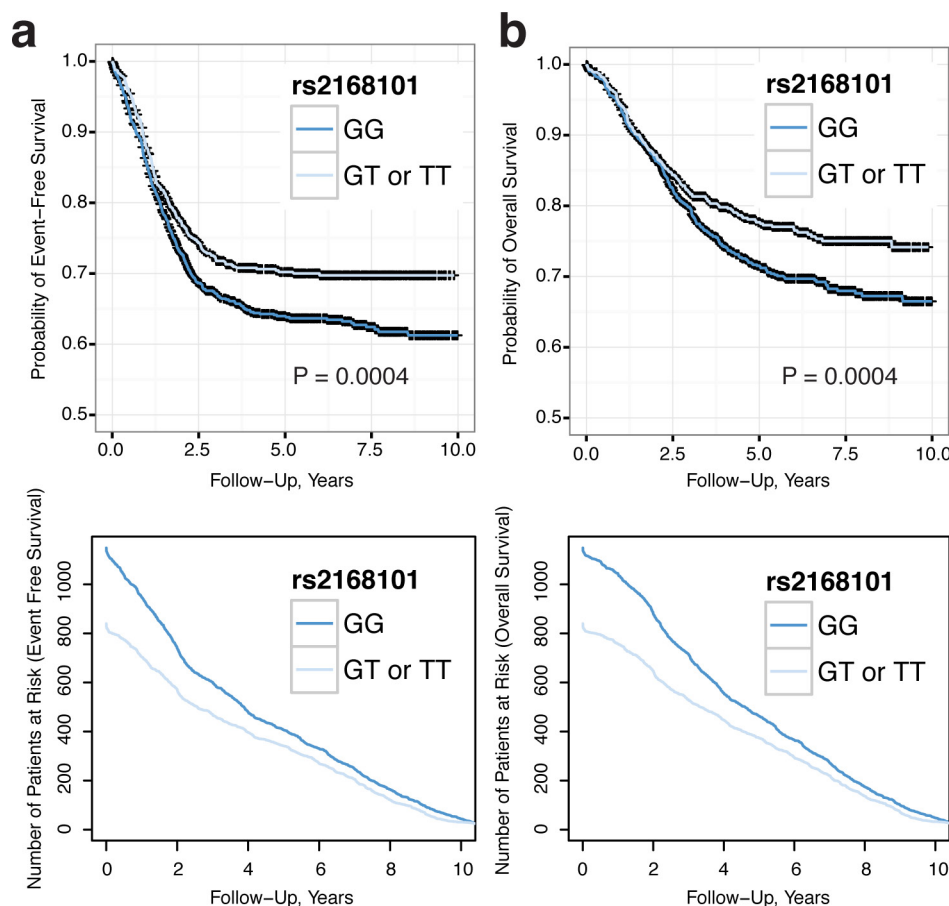 a
Probability of Event–Free Survival
1.0
0.9
0.8
0.7
0.6
0.5
rs2168101
GG
GT or TT
P = 0.0004
0.0 2.5 5.0 7.5 10.0
Follow–Up, Years
b
Probability of Overall Survival
1.0
0.9
0.8
0.7
0.6
0.5
rs2168101
GG
GT or TT
P = 0.0004
0.0 2.5 5.0 7.5 10.0
Follow–Up, Years
Number of Patients at Risk (Event Free Survival)
1000
800
600
400
200
0
rs2168101
GG
GT or TT
0 2 4 6 8 10
Follow–Up, Years
Number of Patients at Risk (Overall Survival)
1000
800
600
400
200
0
rs2168101
GG
GT or TT
0 2 4 6 8 10
Follow–Up, Years